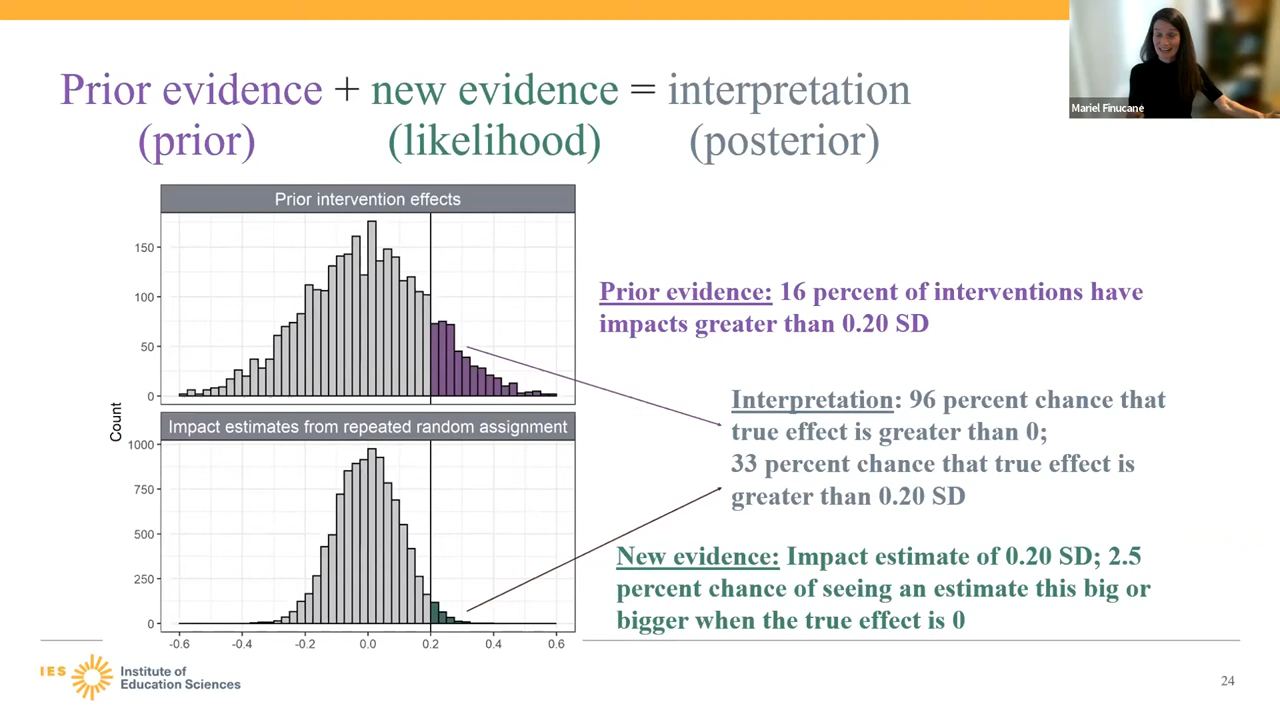 Prior evidence + new evidence = interpretation
(prior) (likelihood) (posterior)
Mariel Finucane
Prior intervention effects
150
100
50
0
Impact estimates from repeated random assignment
1000
750
500
250
0
Count
-0.6 -0.4 -0.2 0.0 0.2 0.4 0.6
Prior evidence: 16 percent of interventions have
impacts greater than 0.20 SD
Interpretation: 96 percent chance that
true effect is greater than 0;
33 percent chance that true effect is
greater than 0.20 SD
New evidence: Impact estimate of 0.20 SD; 2.5
percent chance of seeing an estimate this big or
bigger when the true effect is 0
IES
Institute of
Education Sciences
24